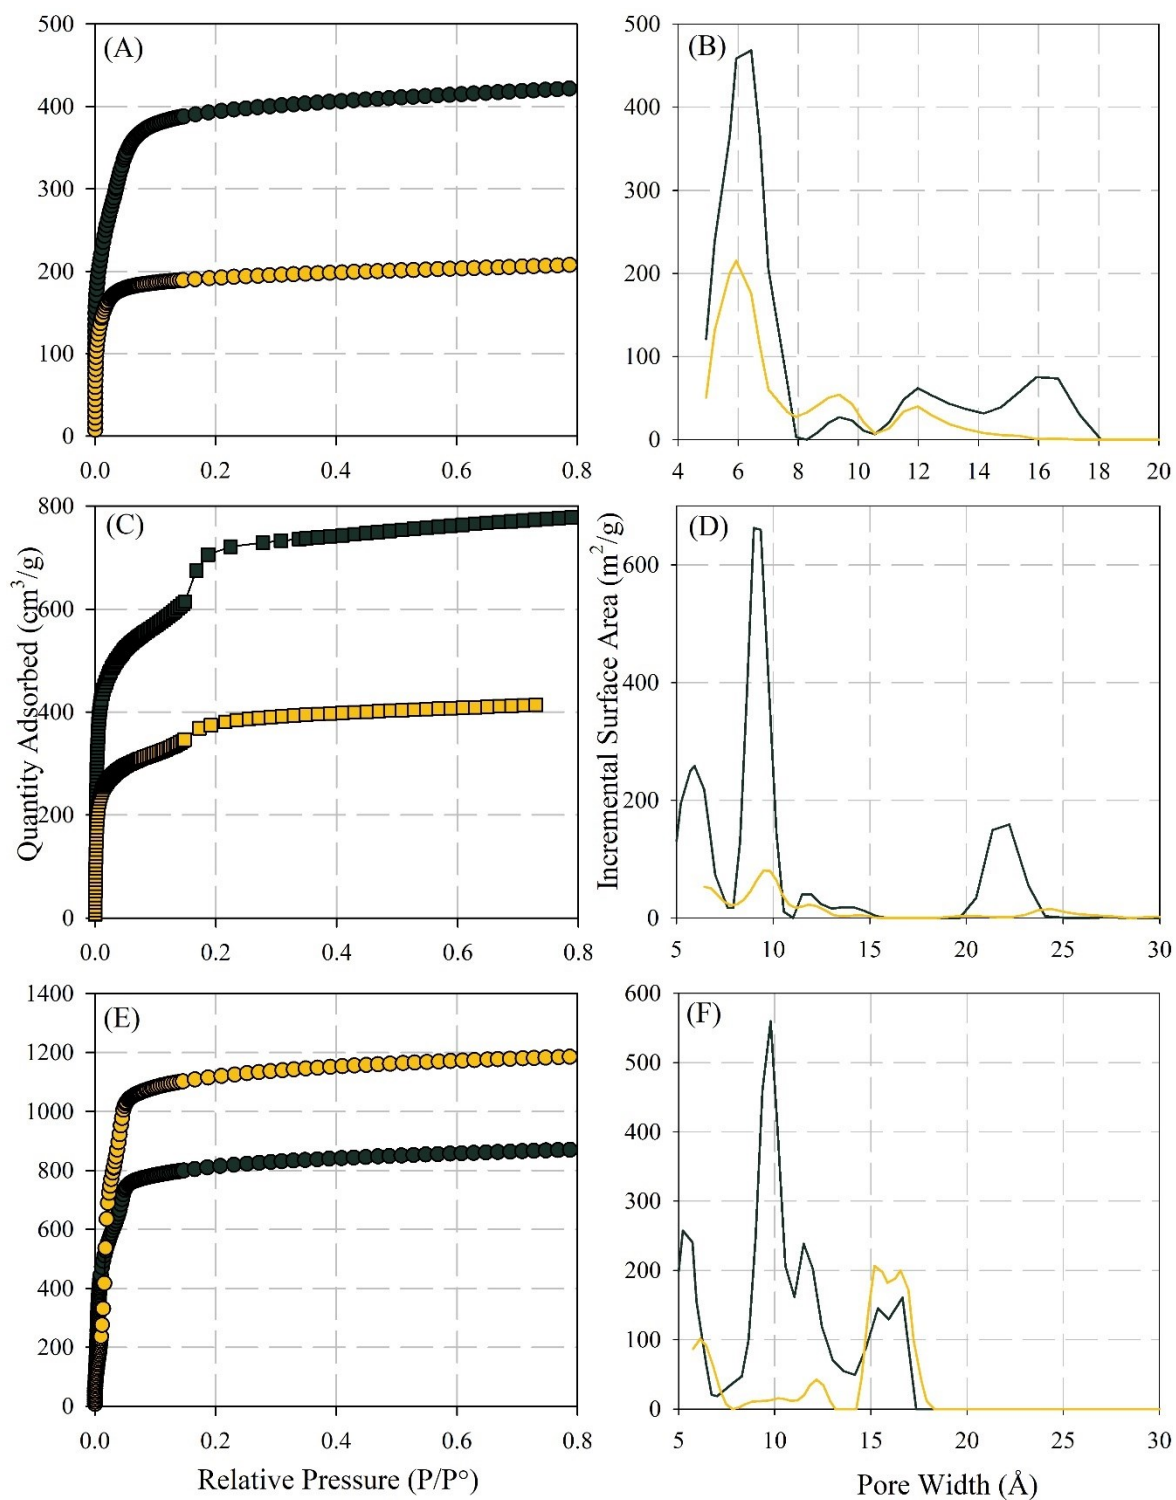 (A)
500
400
300
200
100
0
0.0 0.2 0.4 0.6 0.8
(B)
500
400
300
200
100
0
4 6 8 10 12 14 16 18 20
(C)
800
600
400
200
0
0.0 0.2 0.4 0.6 0.8
Quantity Adsorbed (cm³/g)
(D)
600
400
200
0
5 10 15 20 25 30
Incremental Surface Area (m²/g)
(E)
1400
1200
1000
800
600
400
200
0
0.0 0.2 0.4 0.6 0.8
Relative Pressure (P/P°)
(F)
600
500
400
300
200
100
0
5 10 15 20 25 30
Pore Width (Å)